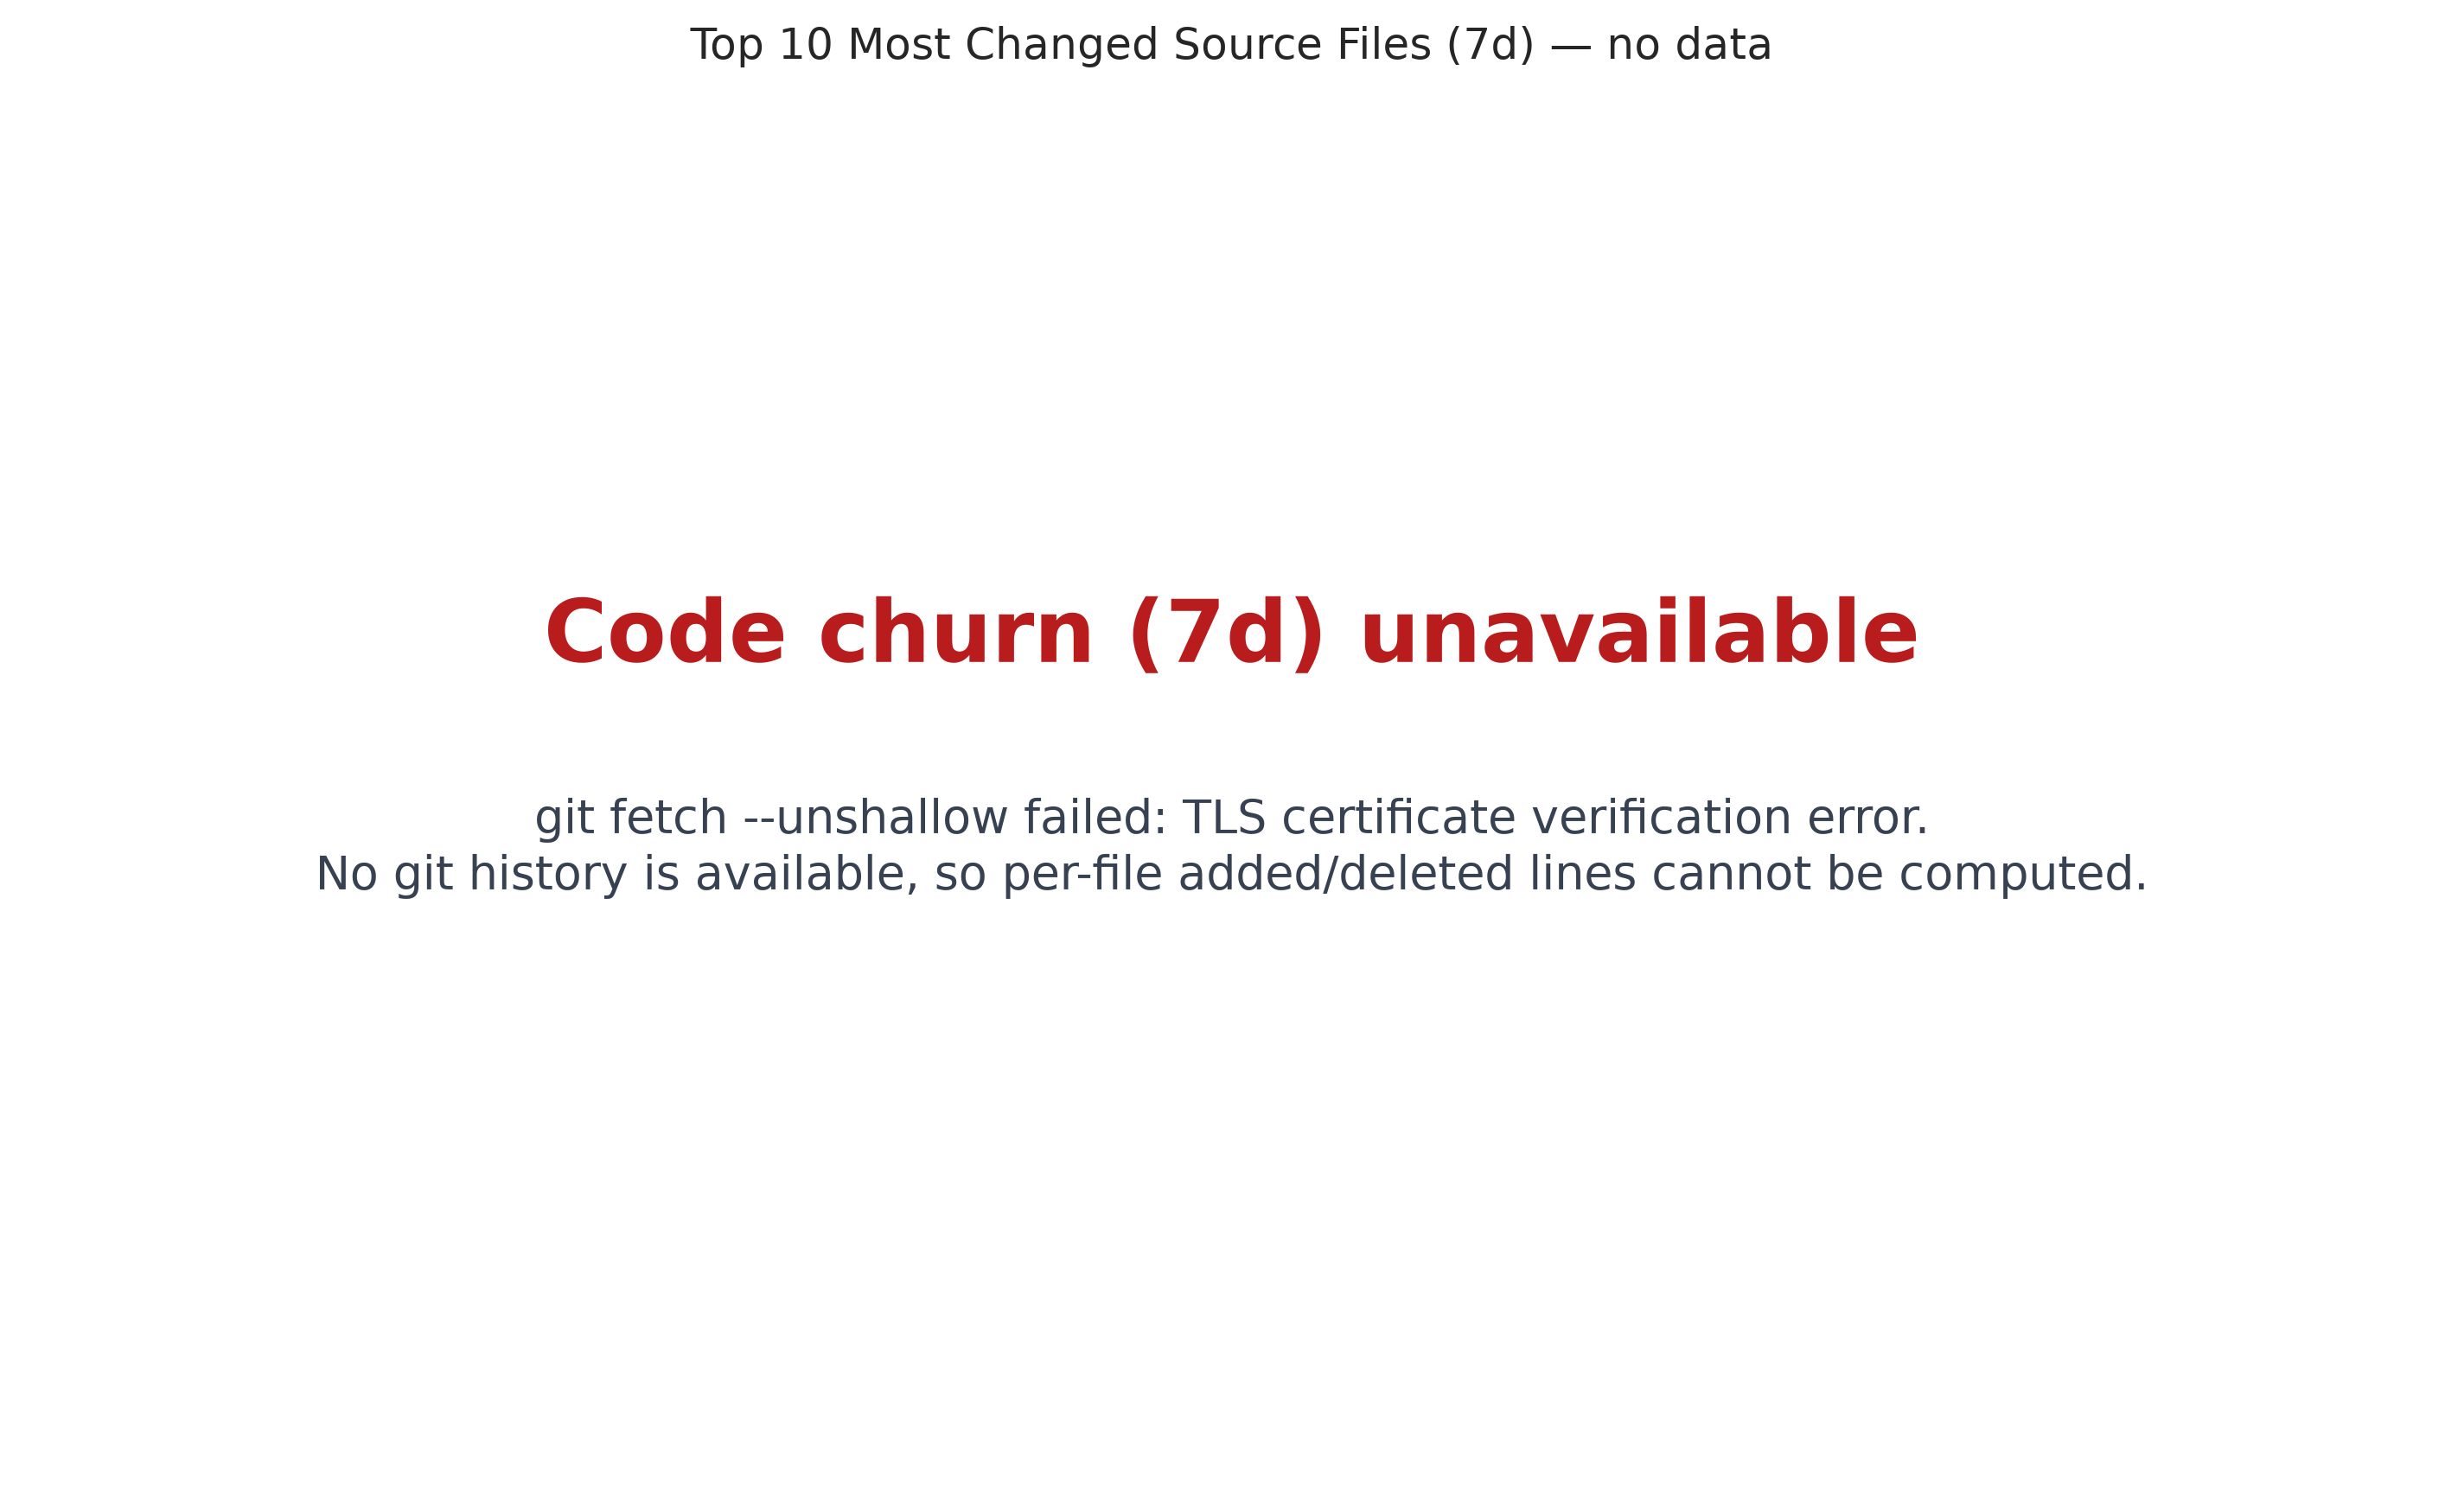 Top 10 Most Changed Source Files (7d) — no data
Code churn (7d) unavailable
git fetch --unshallow failed: TLS certificate verification error.
No git history is available, so per-file added/deleted lines cannot be computed.